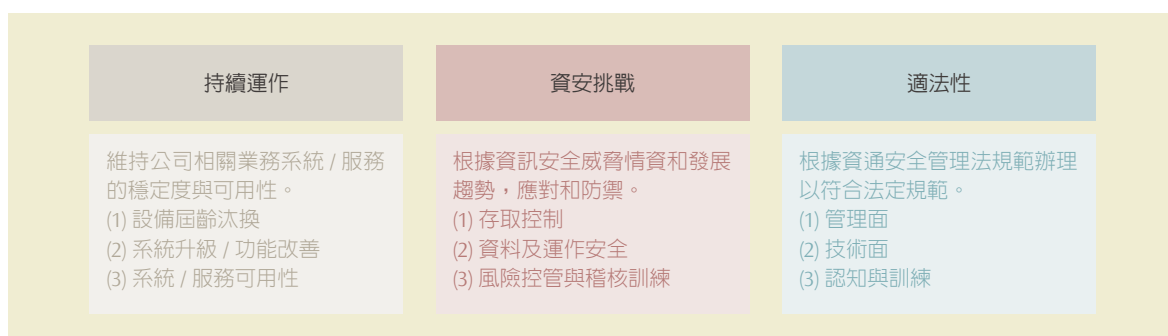 持續運作
維持公司相關業務系統 / 服務
的穩定度與可用性。
(1) 設備屆齡汰換
(2) 系統升級 / 功能改善
(3) 系統 / 服務可用性
資安挑戰
根據資訊安全威脅情資和發展
趨勢，應對和防禦。
(1) 存取控制
(2) 資料及運作安全
(3) 風險控管與稽核訓練
適法性
根據資通安全管理法規範辦理
以符合法定規範。
(1) 管理面
(2) 技術面
(3) 認知與訓練